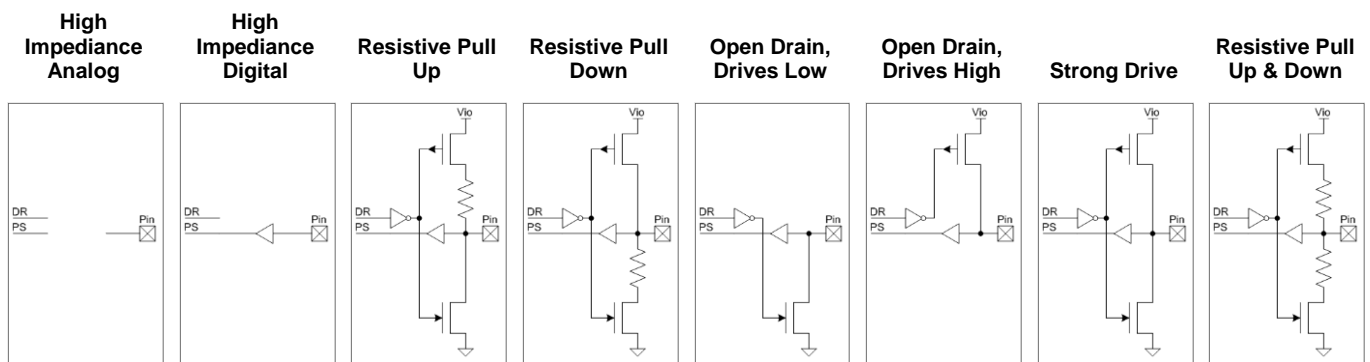 High
Impediance
Analog
High
Impediance
Digital
Resistive Pull
Up
Resistive Pull
Down
Open Drain,
Drives Low
Open Drain,
Drives High
Strong Drive
Resistive Pull
Up & Down
DR
PS
Pin
DR
PS
Pin
Vio
DR
PS
Pin
Vio
DR
PS
Pin
DR
PS
Pin
Vio
DR
PS
Pin
Vio
DR
PS
Pin
Vio
DR
PS
Pin